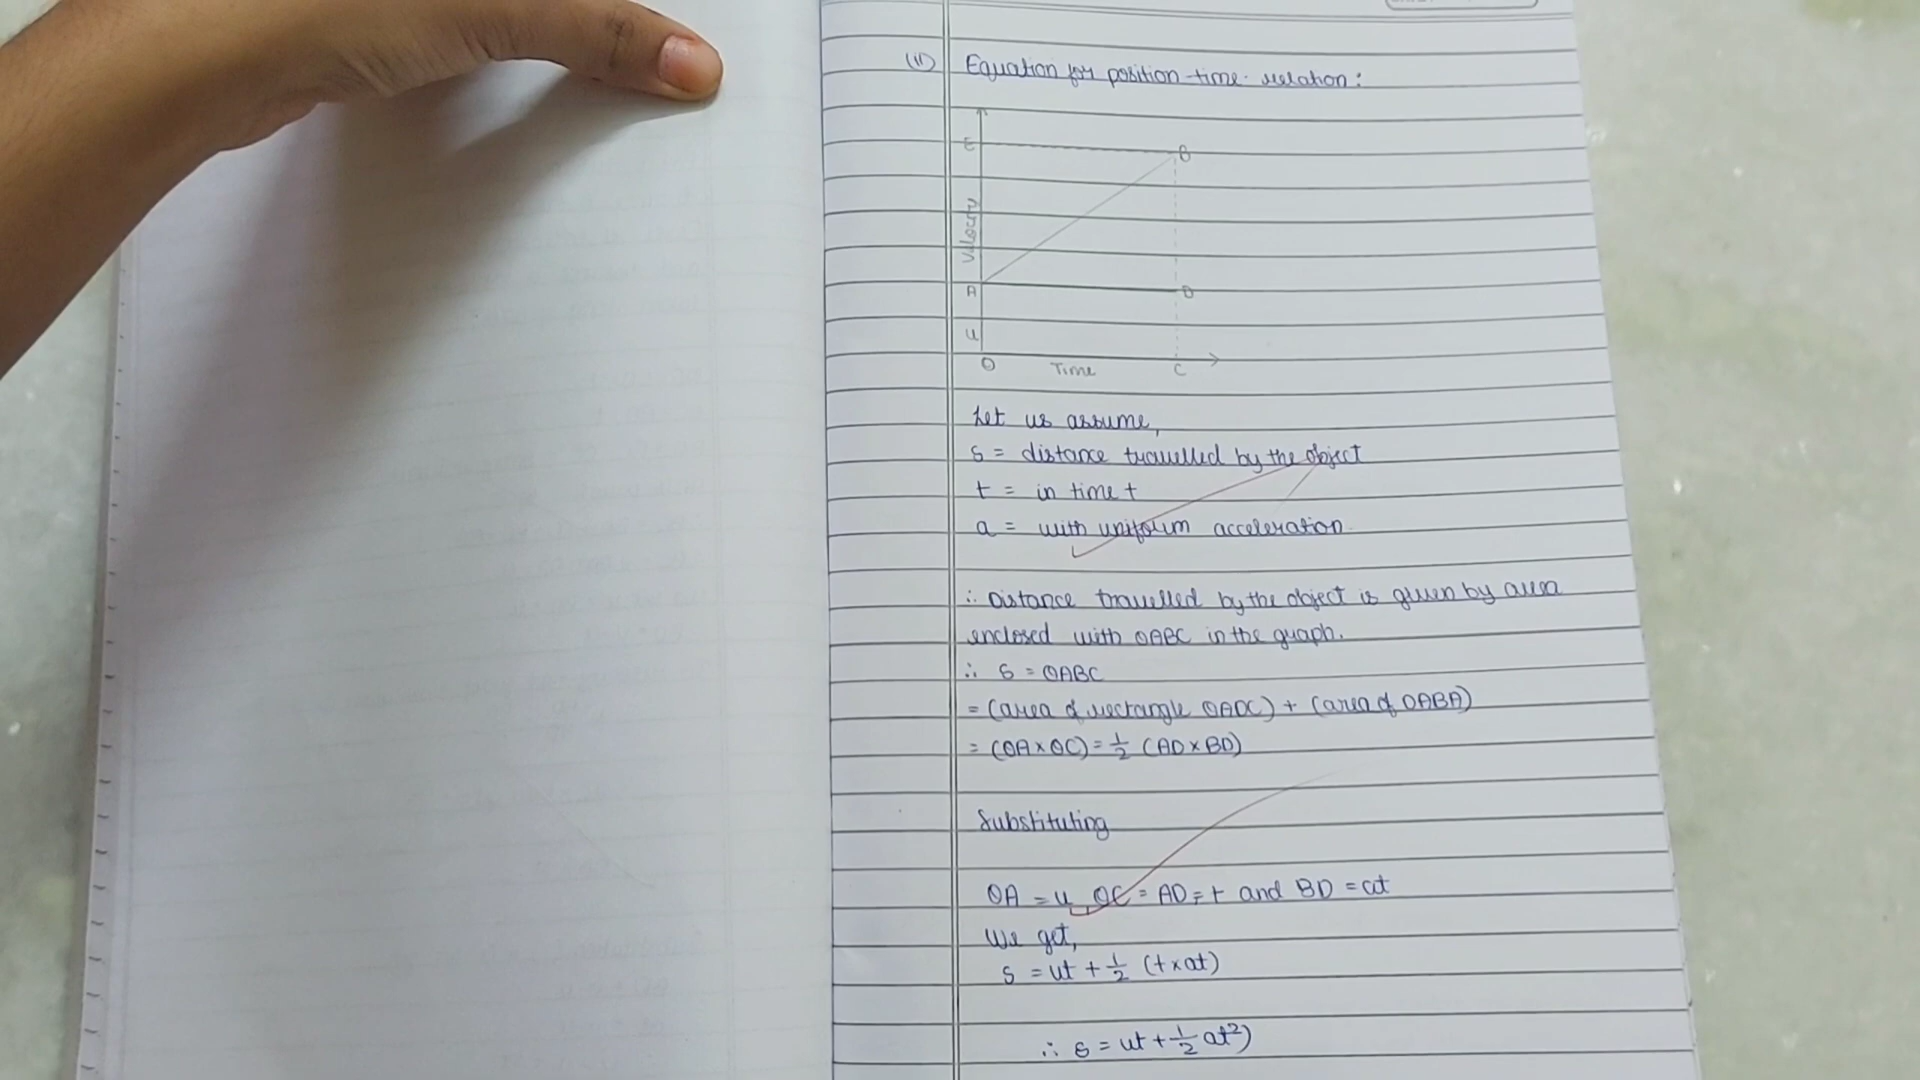 (ii) Equation for position-time relation:
E
B
Velocity
A
D
u
O
Time
C
Let us assume,
s = distance travelled by the object
t = in time t
a = with uniform acceleration.
∴ Distance travelled by the object is given by area
enclosed with OABC in the graph.
∴ s = OABC
= (area of rectangle OADC) + (area of DABA)
= (OA×OC) = 1/2 (AD×BD)
Substituting
OA = u OC = AD = t and BD = at
We get,
s = ut + 1/2 (t×at)
∴ s = ut + 1/2 at²)